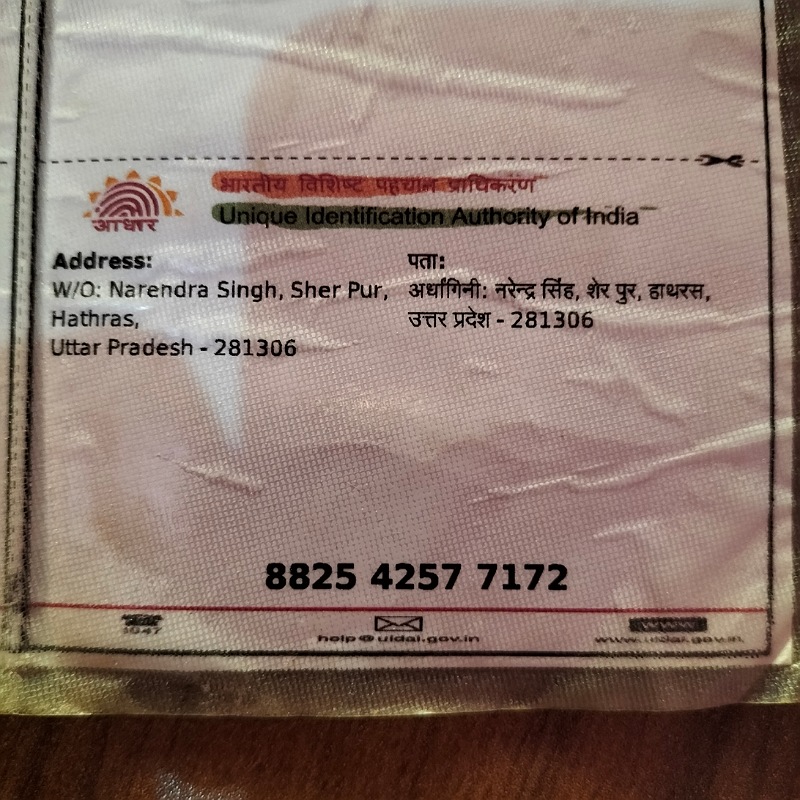 भारतीय विशिष्ट पहचान प्राधिकरण
Unique Identification Authority of India
आधार
Address:
W/O: Narendra Singh, Sher Pur,
Hathras,
Uttar Pradesh - 281306
पता:
अर्धांगिनी: नरेन्द्र सिंह, शेर पुर, हाथरस,
उत्तर प्रदेश - 281306
8825 4257 7172
1947
help@uidai.gov.in
www
www.uidai.gov.in